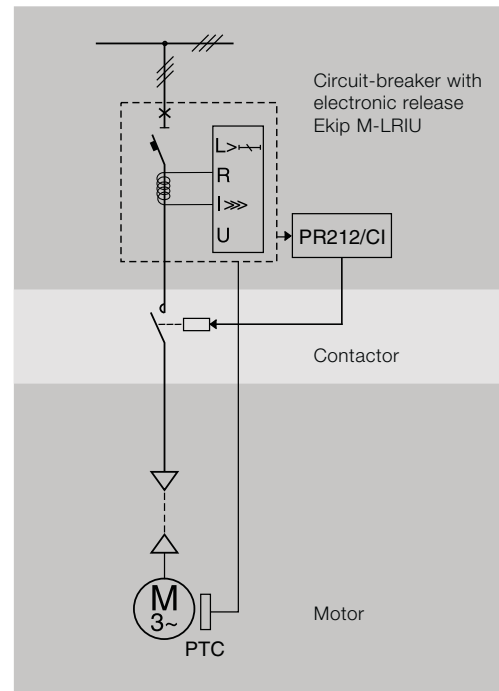 Circuit-breaker with
electronic release
Ekip M-LRIU
L>
R
I>>>
U
PR212/CI
Contactor
M
3~
PTC
Motor